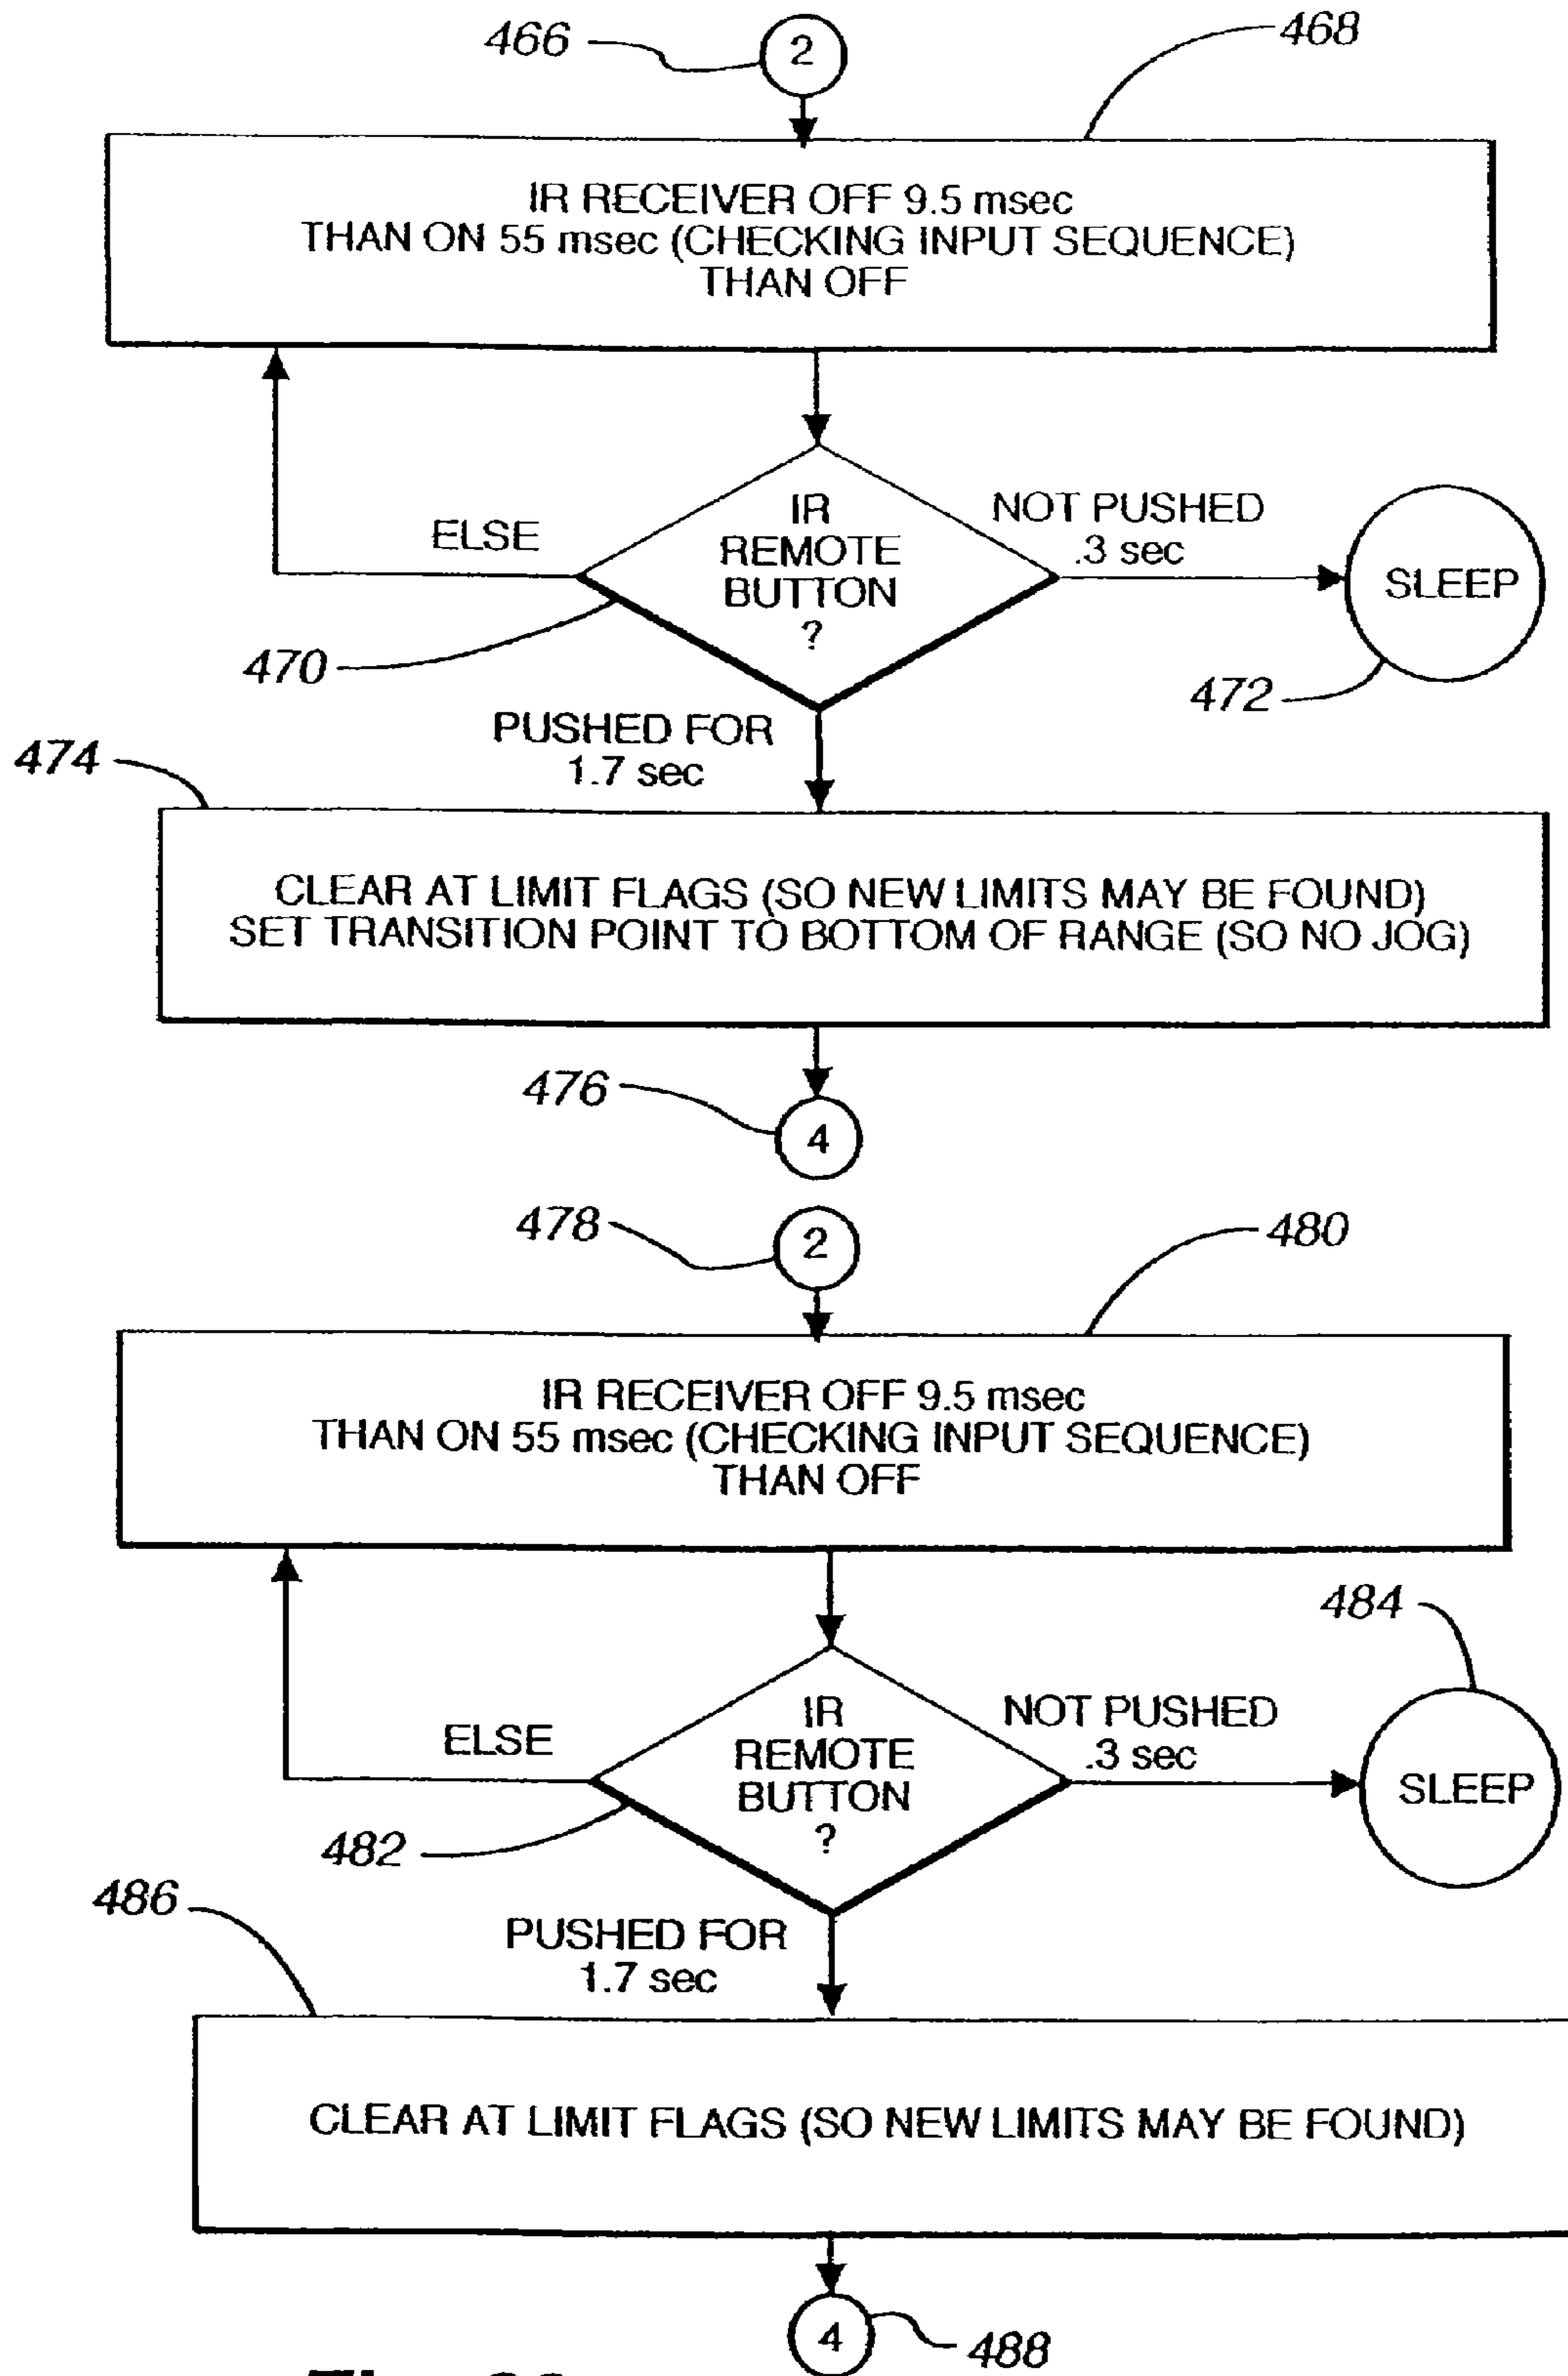 466
2
468
IR RECEIVER OFF 9.5 msec
THAN ON 55 msec (CHECKING INPUT SEQUENCE)
THAN OFF
ELSE
IR
REMOTE
BUTTON
?
NOT PUSHED
.3 sec
SLEEP
470
472
PUSHED FOR
1.7 sec
474
CLEAR AT LIMIT FLAGS (SO NEW LIMITS MAY BE FOUND)
SET TRANSITION POINT TO BOTTOM OF RANGE (SO NO JOG)
476
4
478
2
480
IR RECEIVER OFF 9.5 msec
THAN ON 55 msec (CHECKING INPUT SEQUENCE)
THAN OFF
484
ELSE
IR
REMOTE
BUTTON
?
NOT PUSHED
.3 sec
SLEEP
482
486
PUSHED FOR
1.7 sec
CLEAR AT LIMIT FLAGS (SO NEW LIMITS MAY BE FOUND)
4
488